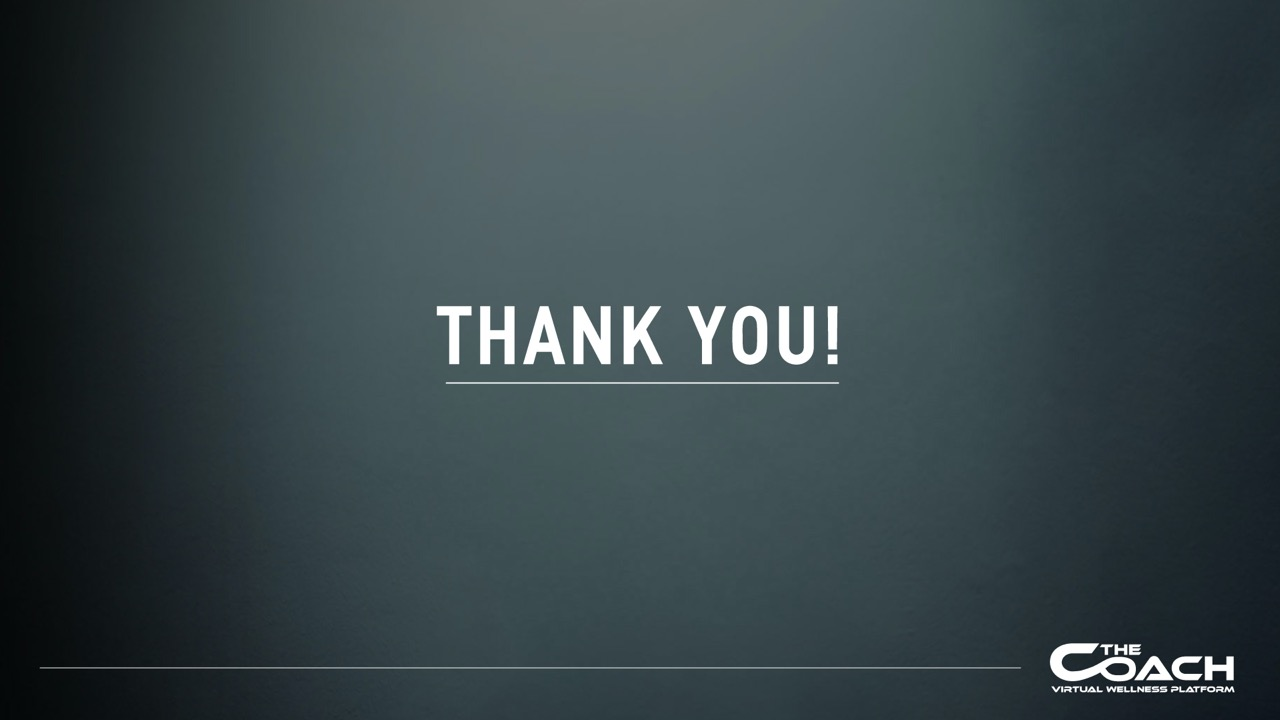 THANK YOU!
THE
COACH
VIRTUAL WELLNESS PLATFORM